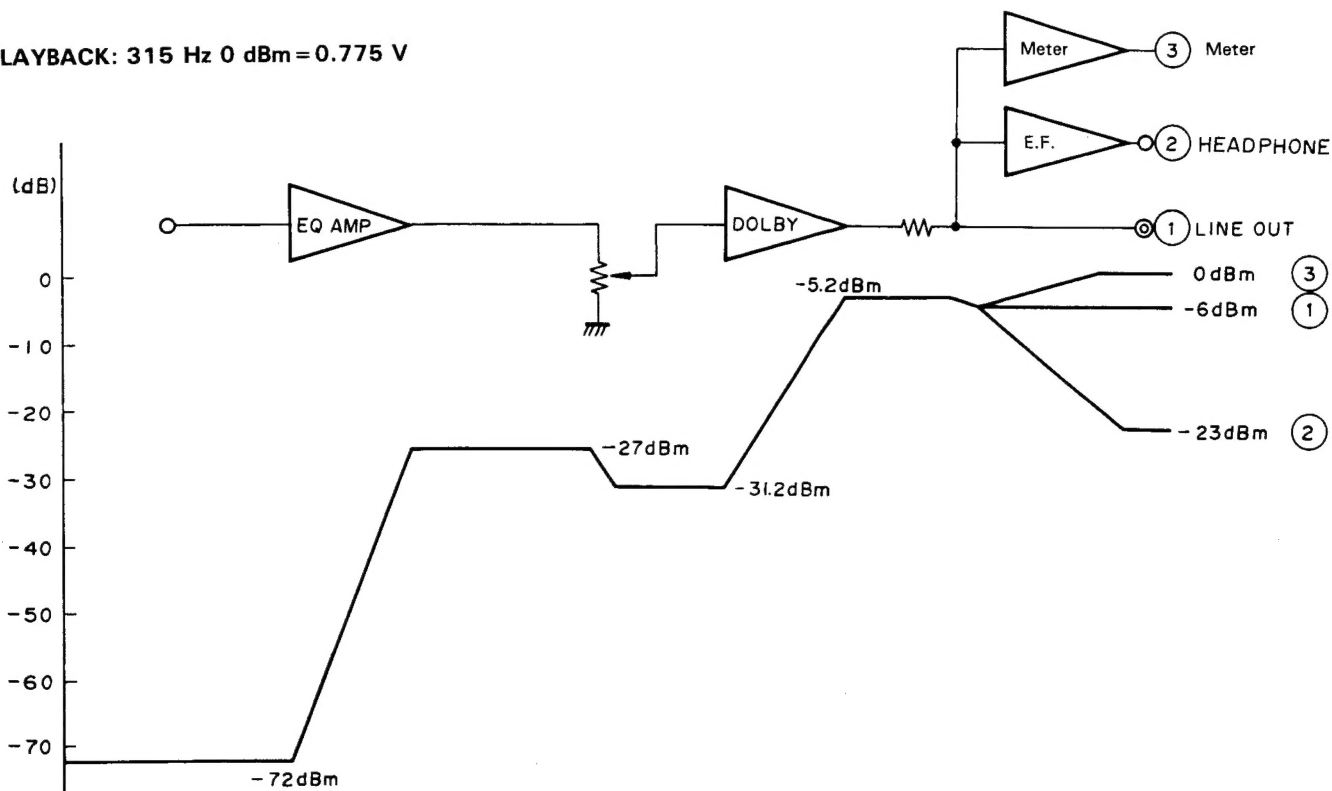 LAYBACK: 315 Hz 0 dBm = 0.775 V
Meter
3 Meter
E.F.
2 HEADPHONE
(dB)
EQ AMP
DOLBY
1 LINE OUT
0
-5.2dBm
0dBm 3
-6dBm 1
-10
-20
-23dBm 2
-27dBm
-30
-31.2dBm
-40
-50
-60
-70
-72dBm